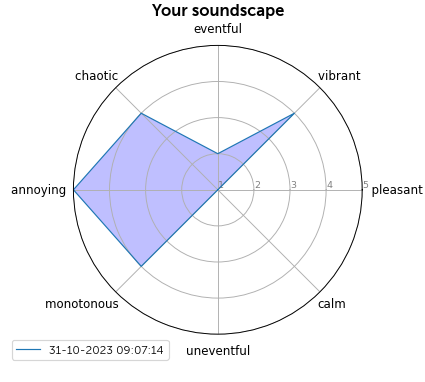 Your soundscape
eventful
chaotic
vibrant
annoying
1
2
3
4
5
pleasant
monotonous
calm
31-10-2023 09:07:14
uneventful